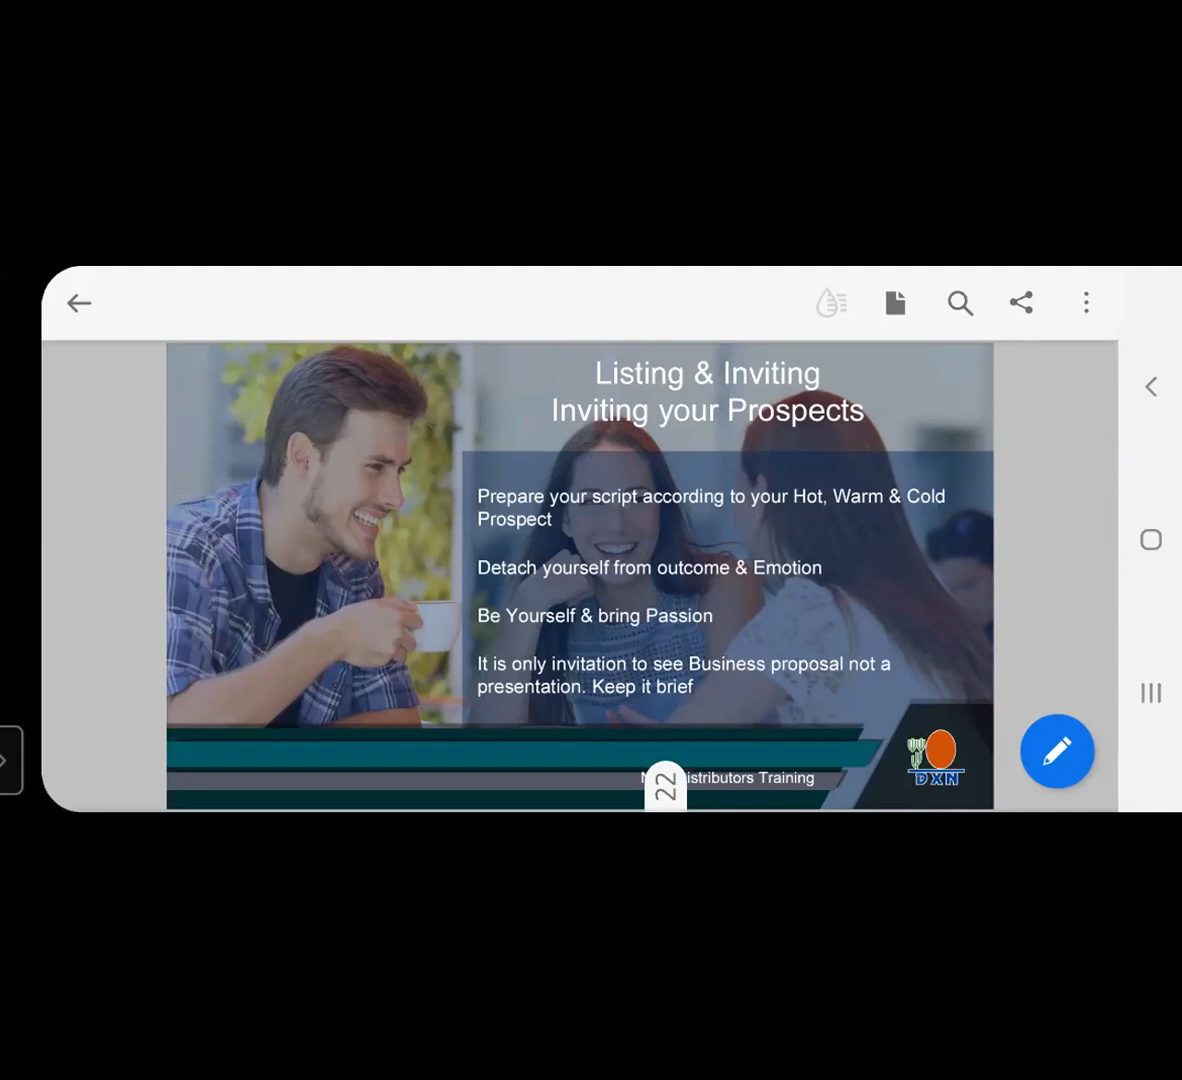 Listing & Inviting
Inviting your Prospects
Prepare your script according to your Hot, Warm & Cold
Prospect
Detach yourself from outcome & Emotion
Be Yourself & bring Passion
It is only invitation to see Business proposal not a
presentation. Keep it brief
Training
22
DXN